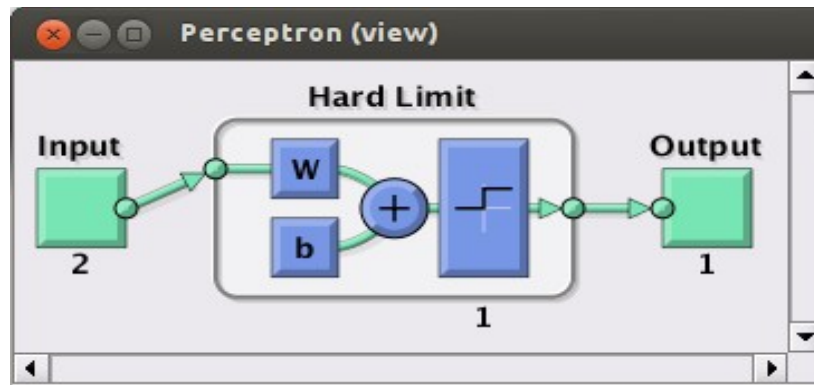 Perceptron (view)
Hard Limit
Input
Output
W
b
+
2
1
1